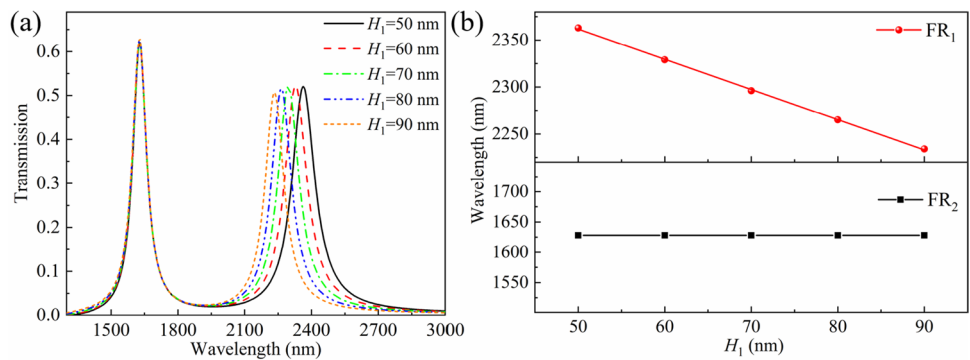 (a)
H₁=50 nm
H₁=60 nm
H₁=70 nm
H₁=80 nm
H₁=90 nm
0.6
0.5
0.4
0.3
0.2
0.1
0.0
Transmission
1500 1800 2100 2400 2700 3000
Wavelength (nm)
(b)
FR₁
2350
2300
2250
Wavelength (nm)
FR₂
1700
1650
1600
1550
50 60 70 80 90
H₁ (nm)